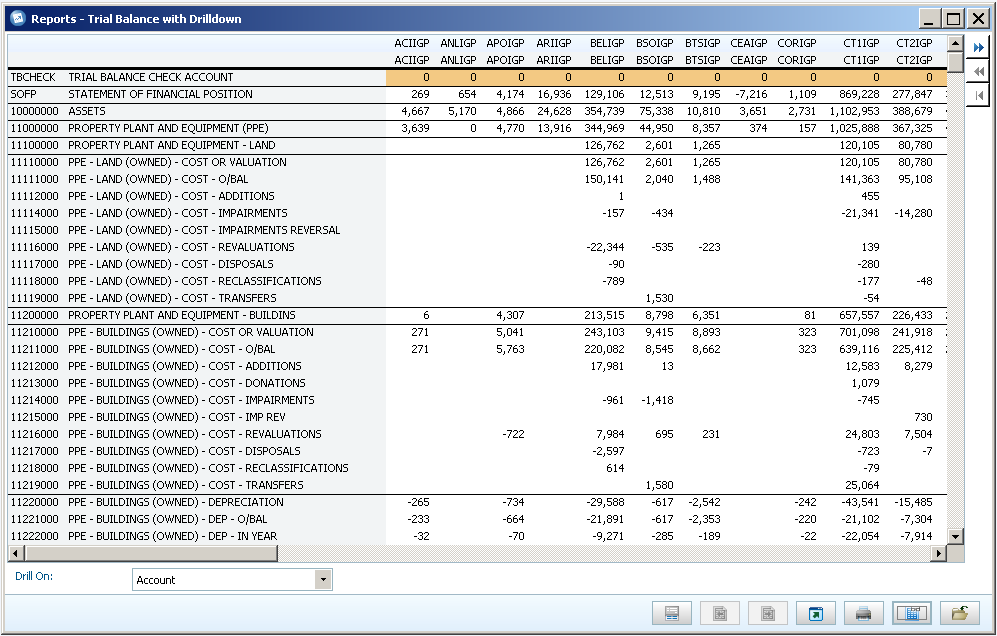 Reports - Trial Balance with Drilldown
ACIIGP ANLIGP APOIGP ARIIGP BELIGP BSOIGP BTSIGP CEAIGP CORIGP CT1IGP CT2IGP
ACIIGP ANLIGP APOIGP ARIIGP BELIGP BSOIGP BTSIGP CEAIGP CORIGP CT1IGP CT2IGP
TBCHECK TRIAL BALANCE CHECK ACCOUNT 0 0 0 0 0 0 0 0 0 0 0
SOFP STATEMENT OF FINANCIAL POSITION 269 654 4,174 16,936 129,106 12,513 9,195 -7,216 1,109 869,228 277,847
10000000 ASSETS 4,667 5,170 4,866 24,628 354,739 75,338 10,810 3,651 2,731 1,102,953 388,679
11000000 PROPERTY PLANT AND EQUIPMENT (PPE) 3,639 0 4,770 13,916 344,969 44,950 8,357 374 157 1,025,888 367,325
11100000 PROPERTY PLANT AND EQUIPMENT - LAND 126,762 2,601 1,265 120,105 80,780
11110000 PPE - LAND (OWNED) - COST OR VALUATION 126,762 2,601 1,265 120,105 80,780
11111000 PPE - LAND (OWNED) - COST - O/BAL 150,141 2,040 1,488 141,363 95,108
11112000 PPE - LAND (OWNED) - COST - ADDITIONS 1 455
11114000 PPE - LAND (OWNED) - COST - IMPAIRMENTS -157 -434 -21,341 -14,280
11115000 PPE - LAND (OWNED) - COST - IMPAIRMENTS REVERSAL
11116000 PPE - LAND (OWNED) - COST - REVALUATIONS -22,344 -535 -223 139
11117000 PPE - LAND (OWNED) - COST - DISPOSALS -90 -280
11118000 PPE - LAND (OWNED) - COST - RECLASSIFICATIONS -789 -177 -48
11119000 PPE - LAND (OWNED) - COST - TRANSFERS 1,530 -54
11200000 PROPERTY PLANT AND EQUIPMENT - BUILDINS 6 4,307 213,515 8,798 6,351 81 657,557 226,433
11210000 PPE - BUILDINGS (OWNED) - COST OR VALUATION 271 5,041 243,103 9,415 8,893 323 701,098 241,918
11211000 PPE - BUILDINGS (OWNED) - COST - O/BAL 271 5,763 220,082 8,545 8,662 323 639,116 225,412
11212000 PPE - BUILDINGS (OWNED) - COST - ADDITIONS 17,981 13 12,583 8,279
11213000 PPE - BUILDINGS (OWNED) - COST - DONATIONS 1,079
11214000 PPE - BUILDINGS (OWNED) - COST - IMPAIRMENTS -961 -1,418 -745
11215000 PPE - BUILDINGS (OWNED) - COST - IMP REV 730
11216000 PPE - BUILDINGS (OWNED) - COST - REVALUATIONS -722 7,984 695 231 24,803 7,504
11217000 PPE - BUILDINGS (OWNED) - COST - DISPOSALS -2,597 -723 -7
11218000 PPE - BUILDINGS (OWNED) - COST - RECLASSIFICATIONS 614 -79
11219000 PPE - BUILDINGS (OWNED) - COST - TRANSFERS 1,580 25,064
11220000 PPE - BUILDINGS (OWNED) - DEPRECIATION -265 -734 -29,588 -617 -2,542 -242 -43,541 -15,485
11221000 PPE - BUILDINGS (OWNED) - DEP - O/BAL -233 -664 -21,891 -617 -2,353 -220 -21,102 -7,304
11222000 PPE - BUILDINGS (OWNED) - DEP - IN YEAR -32 -70 -9,271 -285 -189 -22 -22,054 -7,914
Drill On: Account